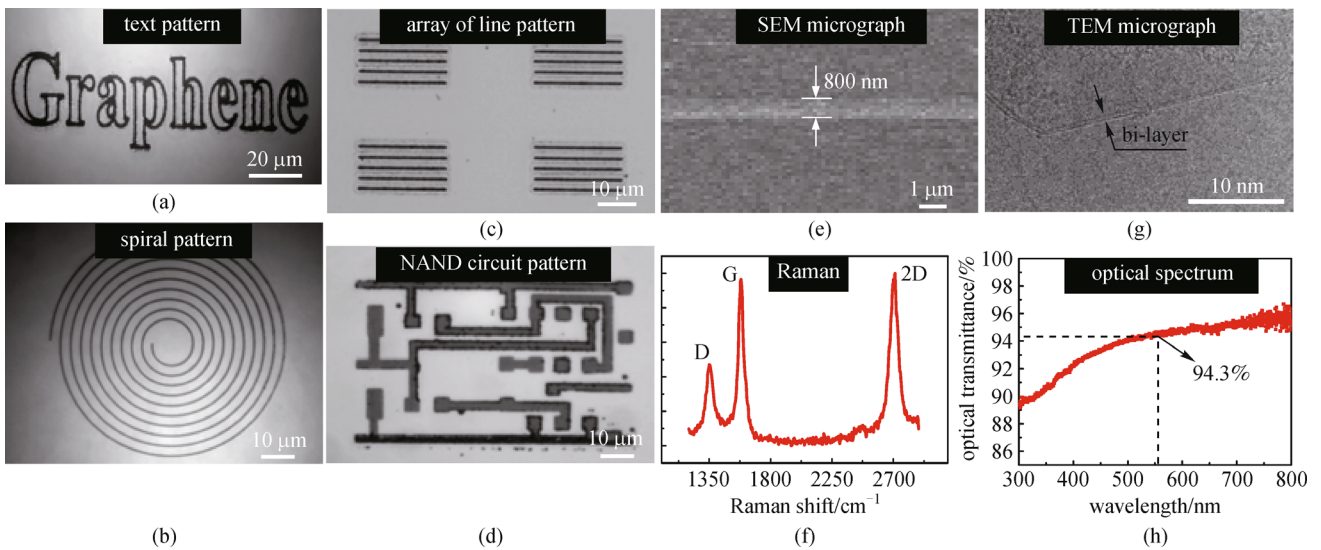 text pattern
Graphene
20 μm
(a)
spiral pattern
10 μm
(b)
array of line pattern
10 μm
(c)
NAND circuit pattern
10 μm
(d)
SEM micrograph
800 nm
1 μm
(e)
Raman
D
G
2D
1350 1800 2250 2700
Raman shift/cm⁻¹
(f)
TEM micrograph
bi-layer
10 nm
(g)
optical spectrum
optical transmittance/%
100
98
96
94
92
90
88
86
94.3%
300 400 500 600 700 800
wavelength/nm
(h)